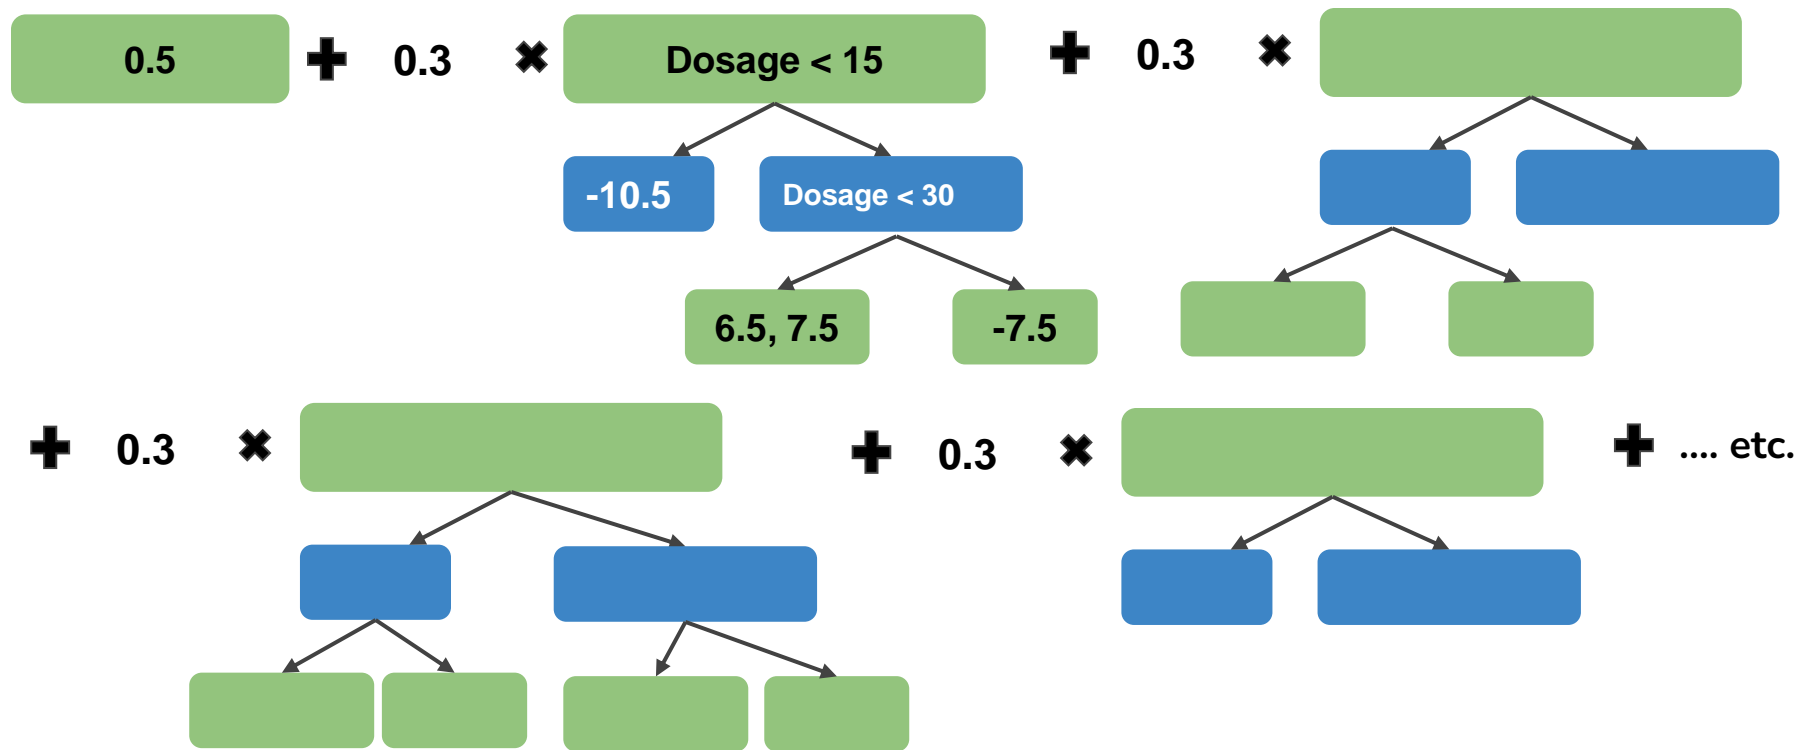 0.5 + 0.3 × Dosage < 15 + 0.3 ×
-10.5 Dosage < 30
6.5, 7.5 -7.5
+ 0.3 × + 0.3 × + .... etc.